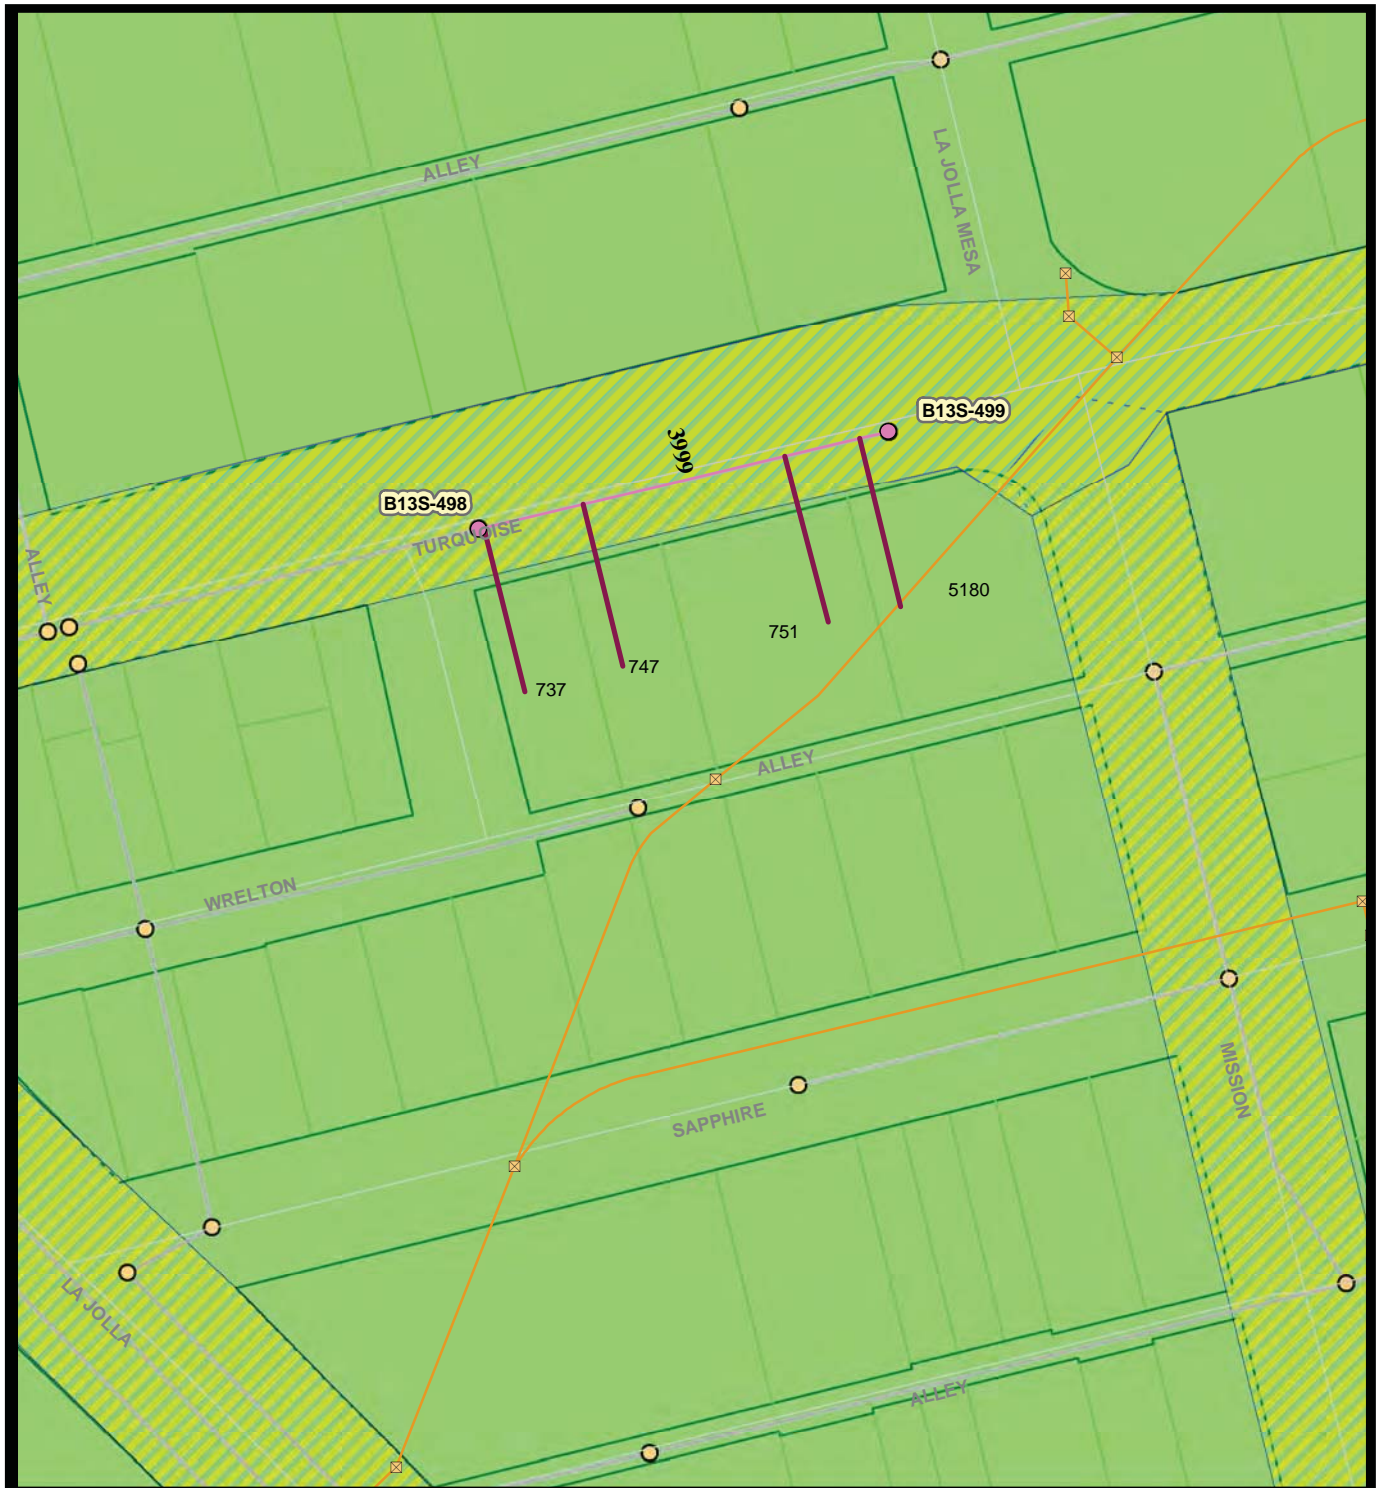 ALLEY
LA JOLLA MESA
B13S-499
3999
B13S-498
TURQUOISE
ALLEY
5180
751
747
737
ALLEY
WRELTON
SAPPHIRE
MISSION
LA JOLLA
ALLEY